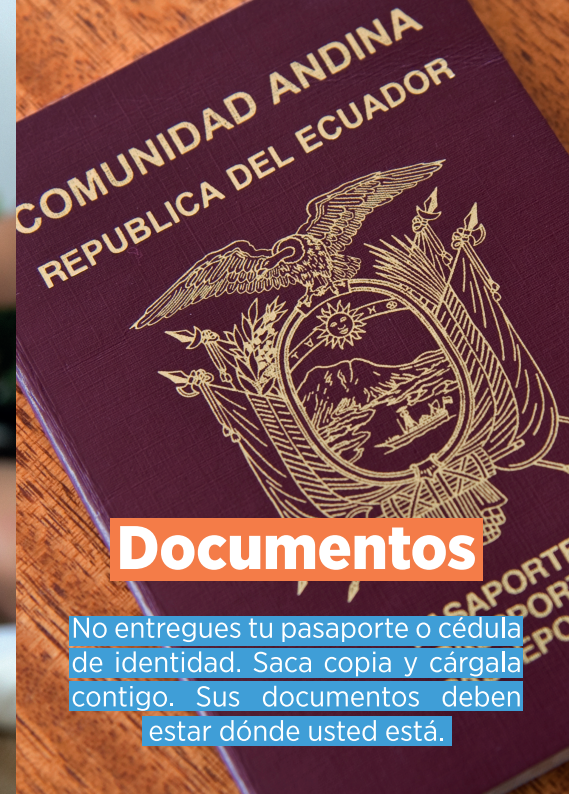 COMUNIDAD ANDINA
REPUBLICA DEL ECUADOR
Documentos
No entregues tu pasaporte o cédula
de identidad. Saca copia y cárgala
contigo. Sus documentos deben
estar dónde usted está.